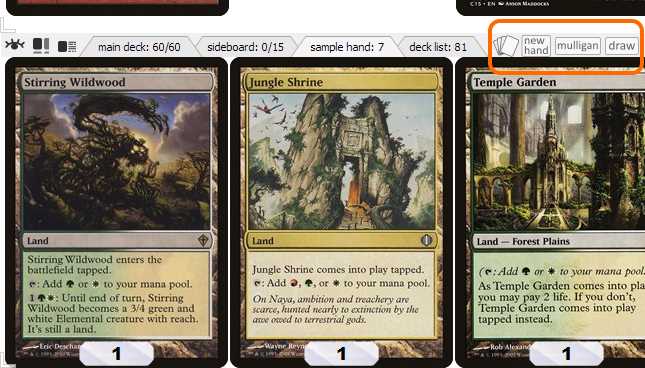 C15 • EN Anson Maddocks
main deck: 60/60
sideboard: 0/15
sample hand: 7
deck list: 81
new
hand
mulligan
draw
Stirring Wildwood
Land
Stirring Wildwood enters the
battlefield tapped.
: Add or to your mana pool.
1 : Until end of turn, Stirring
Wildwood becomes a 3/4 green and
white Elemental creature with reach.
It's still a land.
Eric Deschamp
1
Jungle Shrine
Land
Jungle Shrine comes into play tapped.
: Add , , or to your mana pool.
On Naya, ambition and treachery are
scarce, hunted nearly to extinction by the
awe owed to terrestrial gods.
Wayne Reyn
1
Temple Garden
Land — Forest Plains
(: Add or to your mana pool.
As Temple Garden comes into pla
you may pay 2 life. If you don't,
Temple Garden comes into play
tapped instead.
Rob Alexand
1